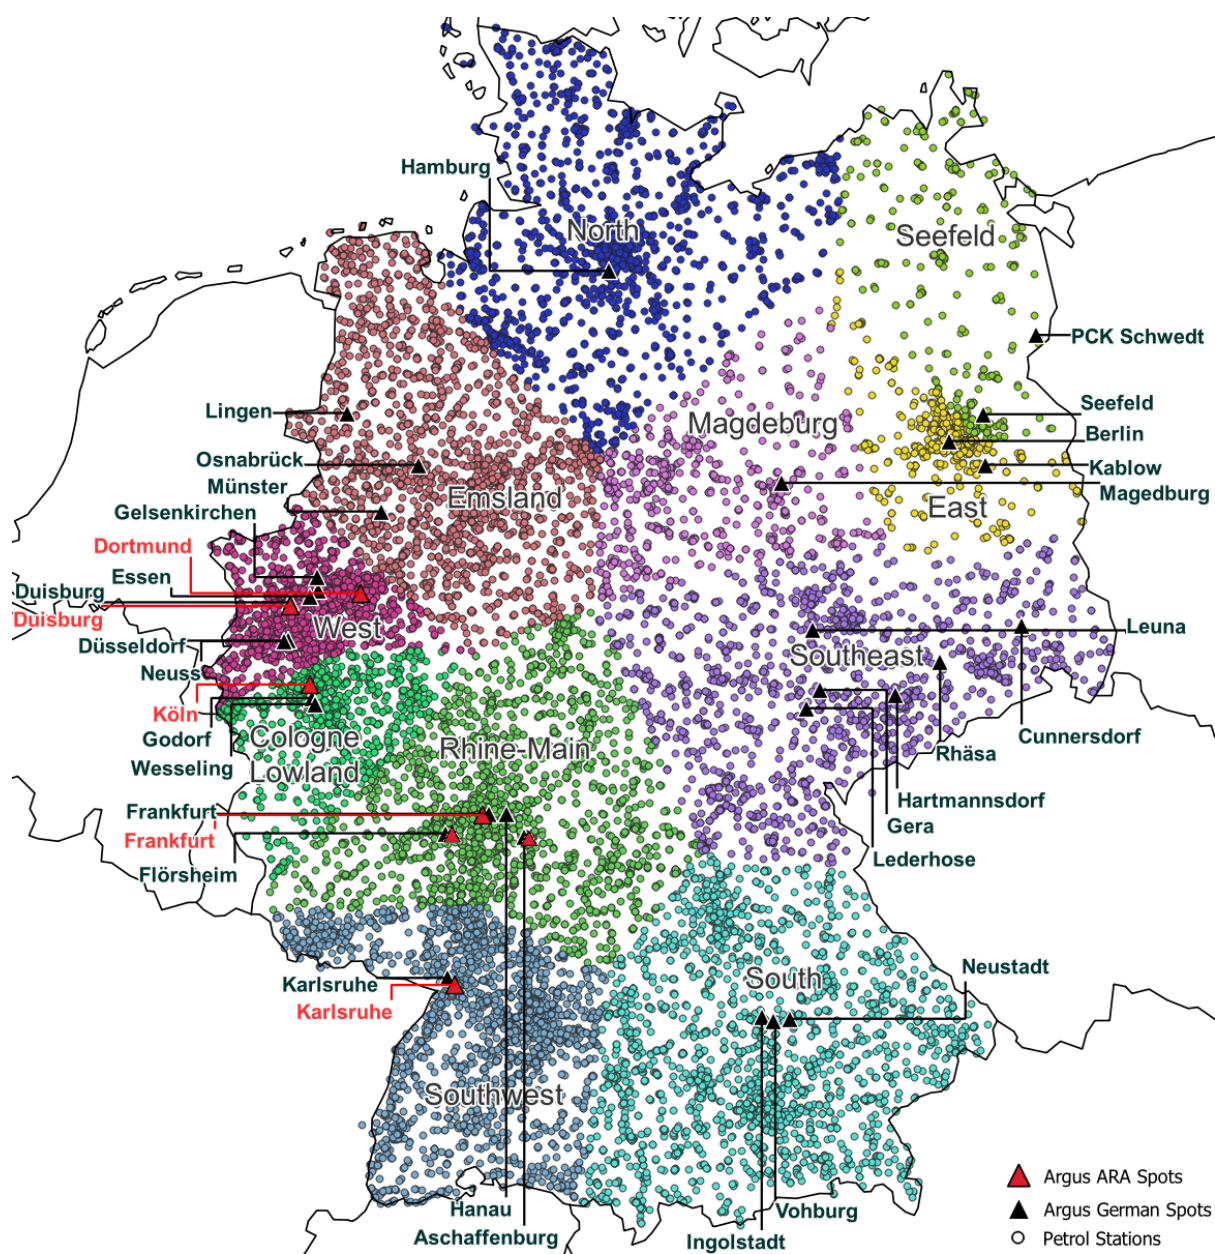 Hamburg
North
Seefeld
PCK Schwedt
Lingen
Seefeld
Magdeburg
Berlin
Osnabrück
Kablow
Münster
Emsland
Magedburg
Gelsenkirchen
East
Dortmund
Essen
Duisburg
Duisburg
West
Leuna
Düsseldorf
Southeast
Neuss
Köln
Godorf
Cologne
Lowland
Rhine-Main
Wesseling
Rhäsa
Cunnersdorf
Hartmannsdorf
Frankfurt
Gera
Frankfurt
Lederhose
Flörsheim
Neustadt
Karlsruhe
South
Karlsruhe
Southwest
Argus ARA Spots
Hanau
Vohburg
Argus German Spots
Aschaffenburg
Ingolstadt
Petrol Stations